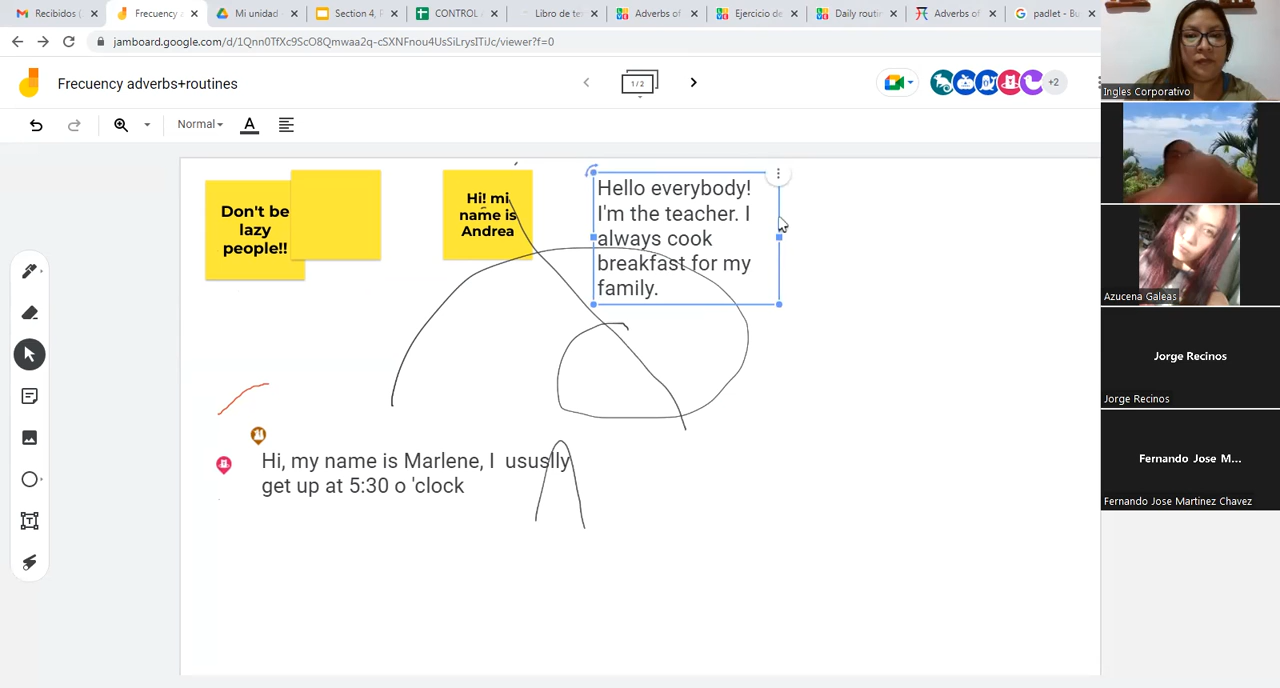 Recibidos (
Frecuency a
Mi unidad
Section 4, F
CONTROL A
Libro de te
Adverbs of
Ejercicio de
Daily routin
Adverbs of
padlet - Bu
jamboard.google.com/d/1Qnn0TfXc9ScO8Qmwaa2q-cSXNFnou4UsSiLrysITiJc/viewer?f=0
Frecuency adverbs+routines
1/2
+2
Normal
A
Don't be
lazy
people!!
Hi! mi
name is
Andrea
Hello everybody!
I'm the teacher. I
always cook
breakfast for my
family.
Hi, my name is Marlene, I ususlly
get up at 5:30 o 'clock
Ingles Corporativo
Azucena Galeas
Jorge Recinos
Jorge Recinos
Fernando Jose M...
Fernando Jose Martinez Chavez